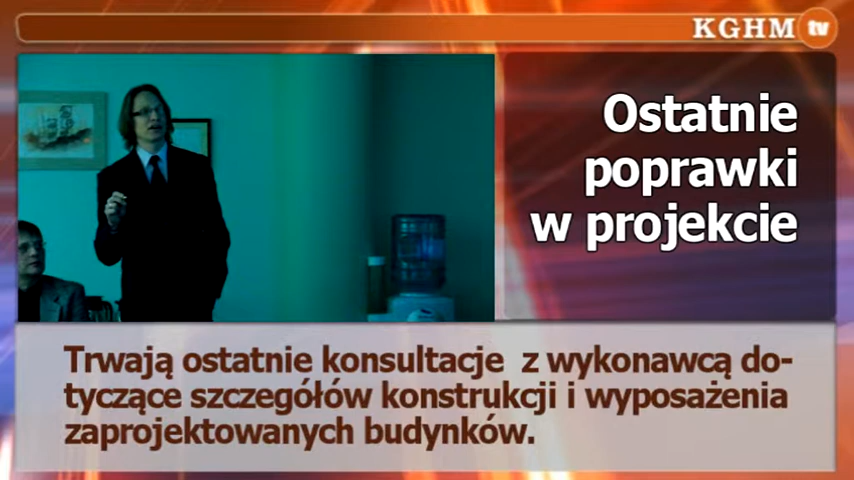 KGHM tv
Ostatnie
poprawki
w projekcie
Trwają ostatnie konsultacje z wykonawcą do-
tyczące szczegółów konstrukcji i wyposażenia
zaprojektowanych budynków.